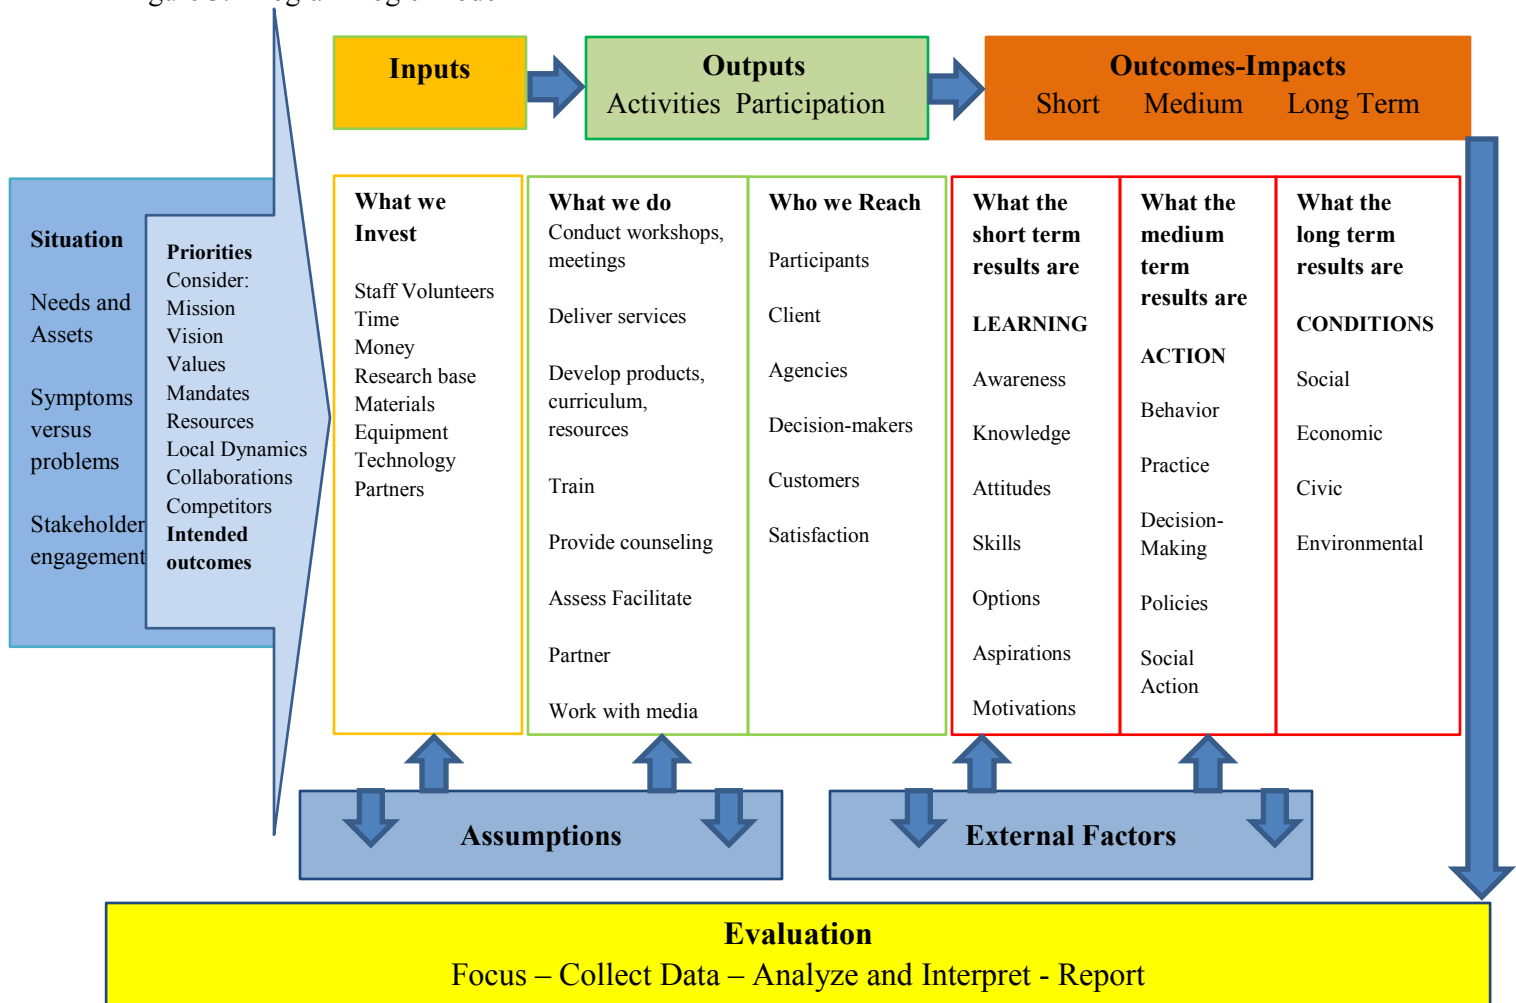 Inputs
Outputs
Activities Participation
Outcomes-Impacts
Short Medium Long Term
Situation
Needs and
Assets
Symptoms
versus
problems
Stakeholder
engagement
Priorities
Consider:
Mission
Vision
Values
Mandates
Resources
Local Dynamics
Collaborations
Competitors
Intended
outcomes
What we
Invest
Staff Volunteers
Time
Money
Research base
Materials
Equipment
Technology
Partners
What we do
Conduct workshops,
meetings
Deliver services
Develop products,
curriculum,
resources
Train
Provide counseling
Assess Facilitate
Partner
Work with media
Who we Reach
Participants
Client
Agencies
Decision-makers
Customers
Satisfaction
What the
short term
results are
LEARNING
Awareness
Knowledge
Attitudes
Skills
Options
Aspirations
Motivations
What the
medium
term
results are
ACTION
Behavior
Practice
Decision-
Making
Policies
Social
Action
What the
long term
results are
CONDITIONS
Social
Economic
Civic
Environmental
Assumptions
External Factors
Evaluation
Focus – Collect Data – Analyze and Interpret - Report